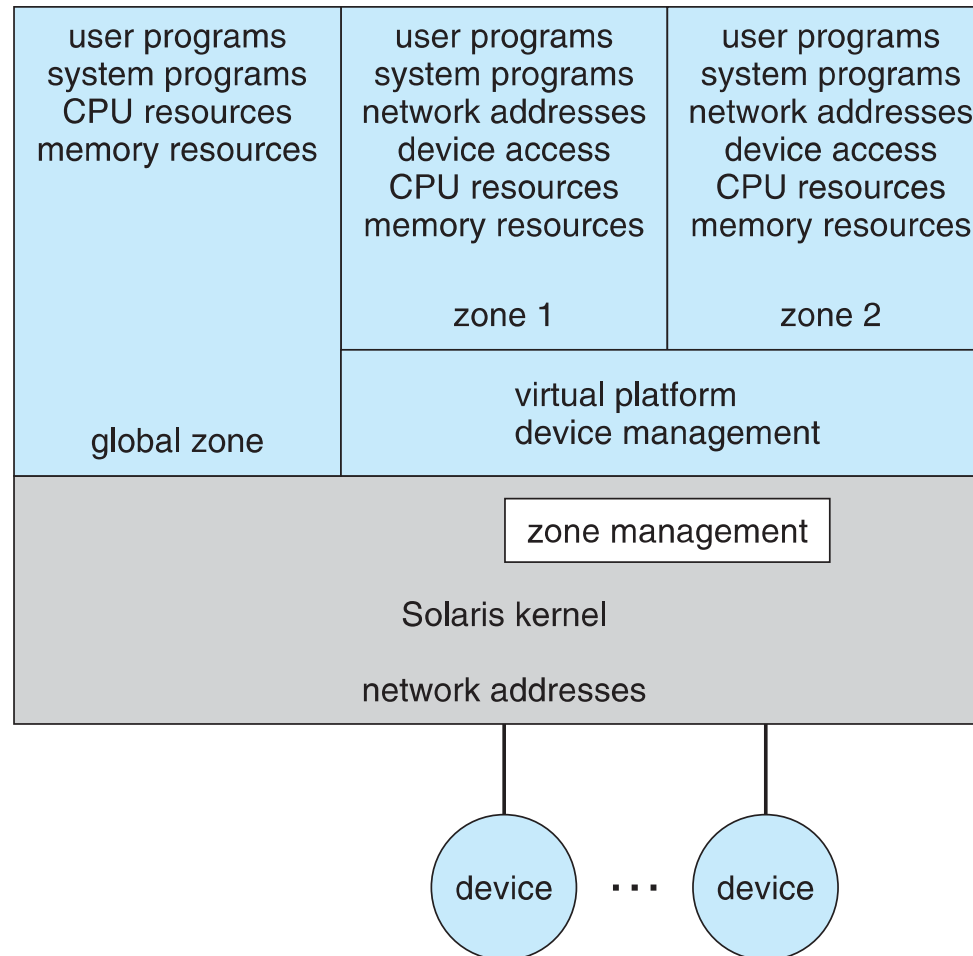 user programs
system programs
CPU resources
memory resources
global zone
user programs
system programs
network addresses
device access
CPU resources
memory resources
zone 1
user programs
system programs
network addresses
device access
CPU resources
memory resources
zone 2
virtual platform
device management
zone management
Solaris kernel
network addresses
device
...
device